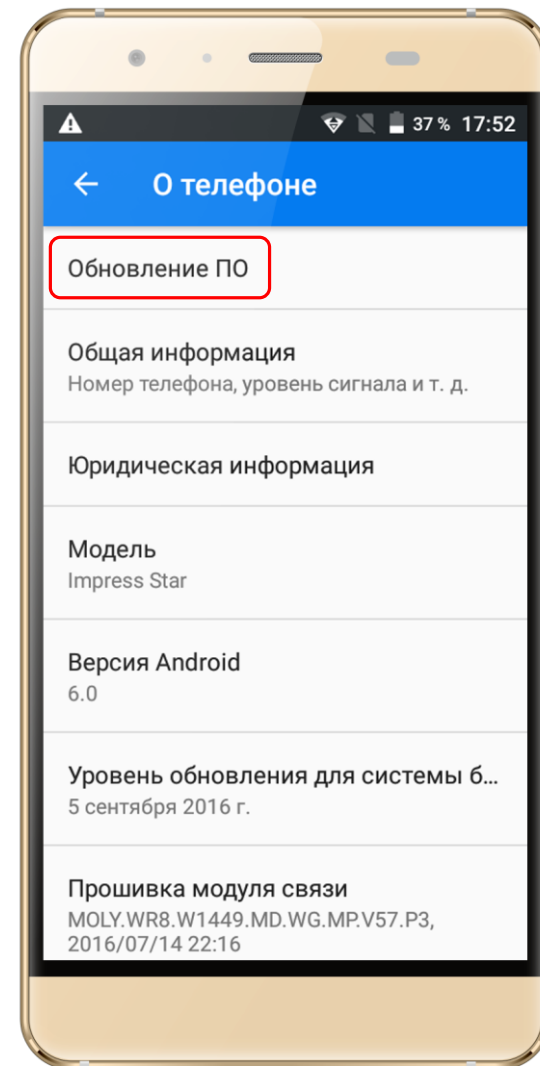 37 % 17:52
О телефоне
Обновление ПО
Общая информация
Номер телефона, уровень сигнала и т. д.
Юридическая информация
Модель
Impress Star
Версия Android
6.0
Уровень обновления для системы б...
5 сентября 2016 г.
Прошивка модуля связи
MOLY.WR8.W1449.MD.WG.MP.V57.P3,
2016/07/14 22:16